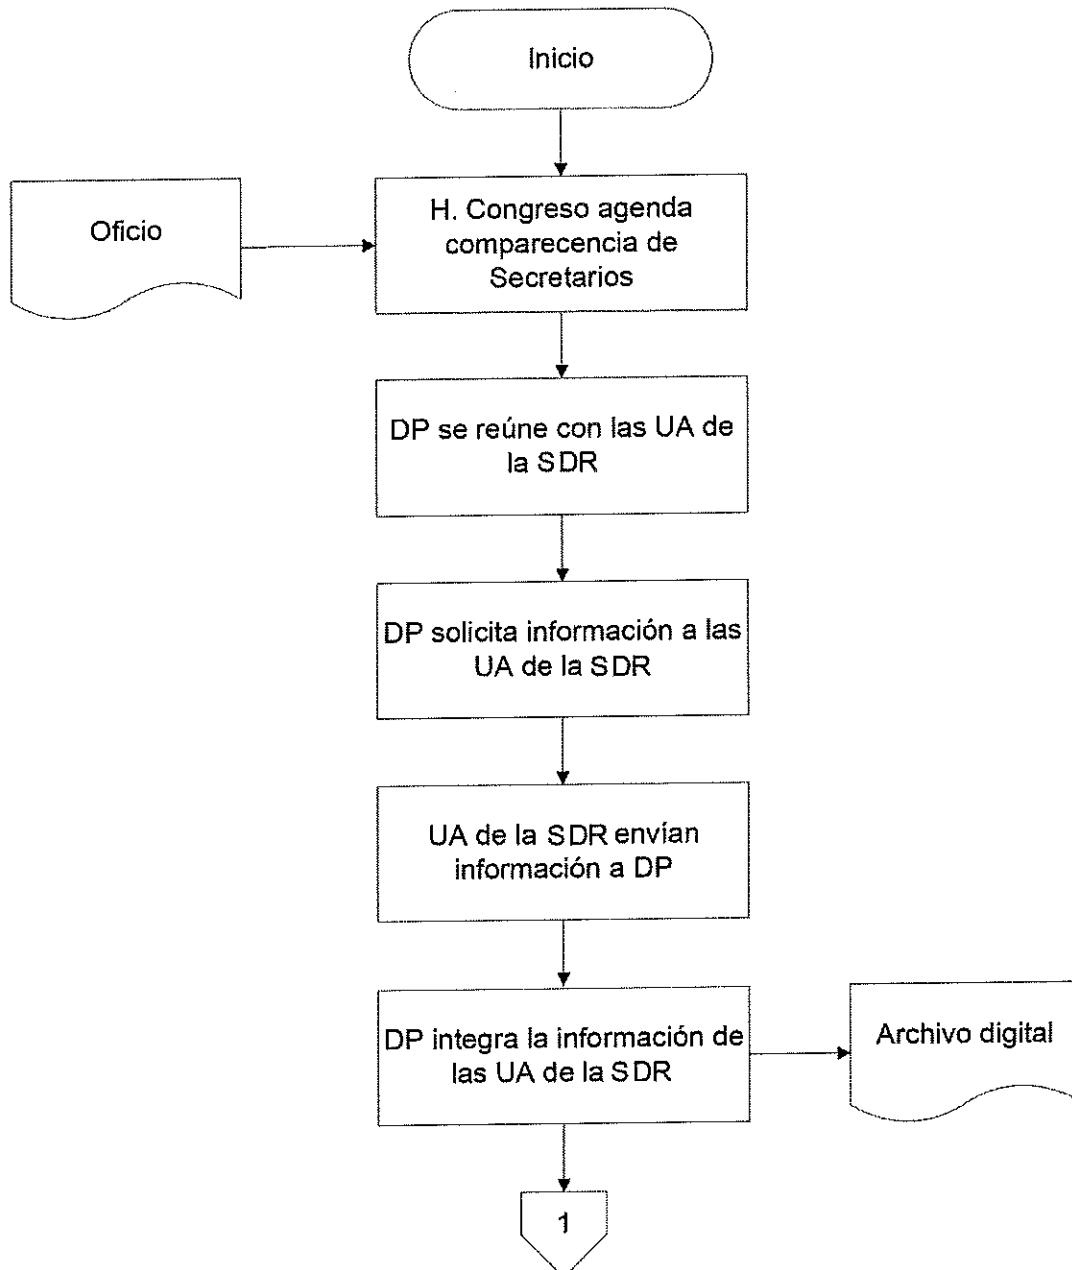 Inicio
Oficio
H. Congreso agenda
comparecencia de
Secretarios
DP se reúne con las UA de
la SDR
DP solicita información a las
UA de la SDR
UA de la SDR envían
información a DP
DP integra la información de
las UA de la SDR
Archivo digital
1